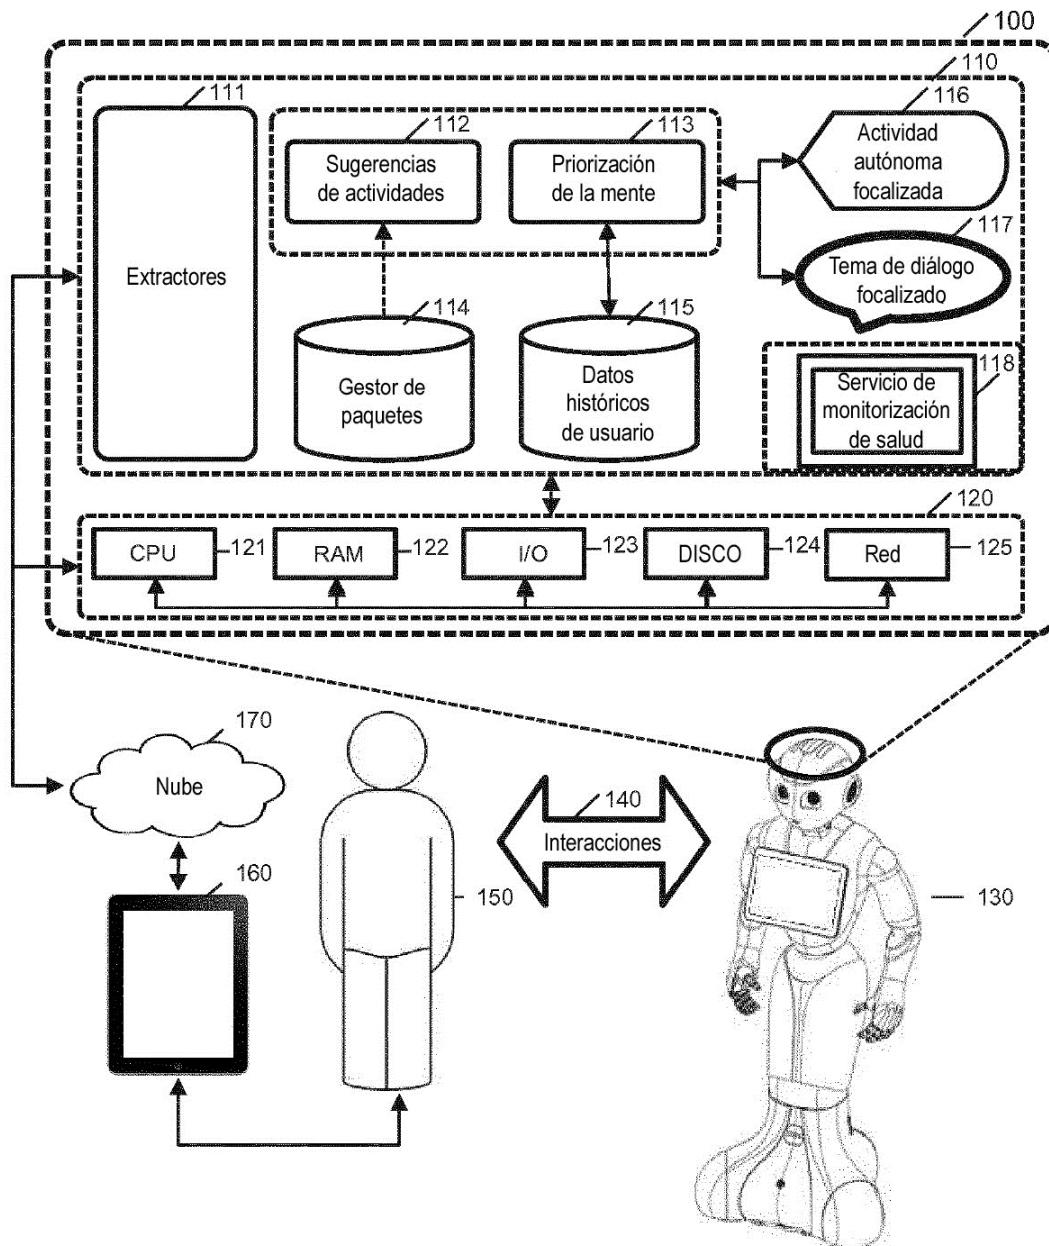 100
110
111
112
113
116
Sugerencias
de actividades
Priorización
de la mente
Actividad
autónoma
focalizada
117
Extractores
Tema de diálogo
focalizado
114
115
Gestor de
paquetes
Datos
históricos
de usuario
118
Servicio de
monitorización
de salud
120
CPU
121
RAM
122
I/O
123
DISCO
124
Red
125
170
Nube
140
Interacciones
160
150
130